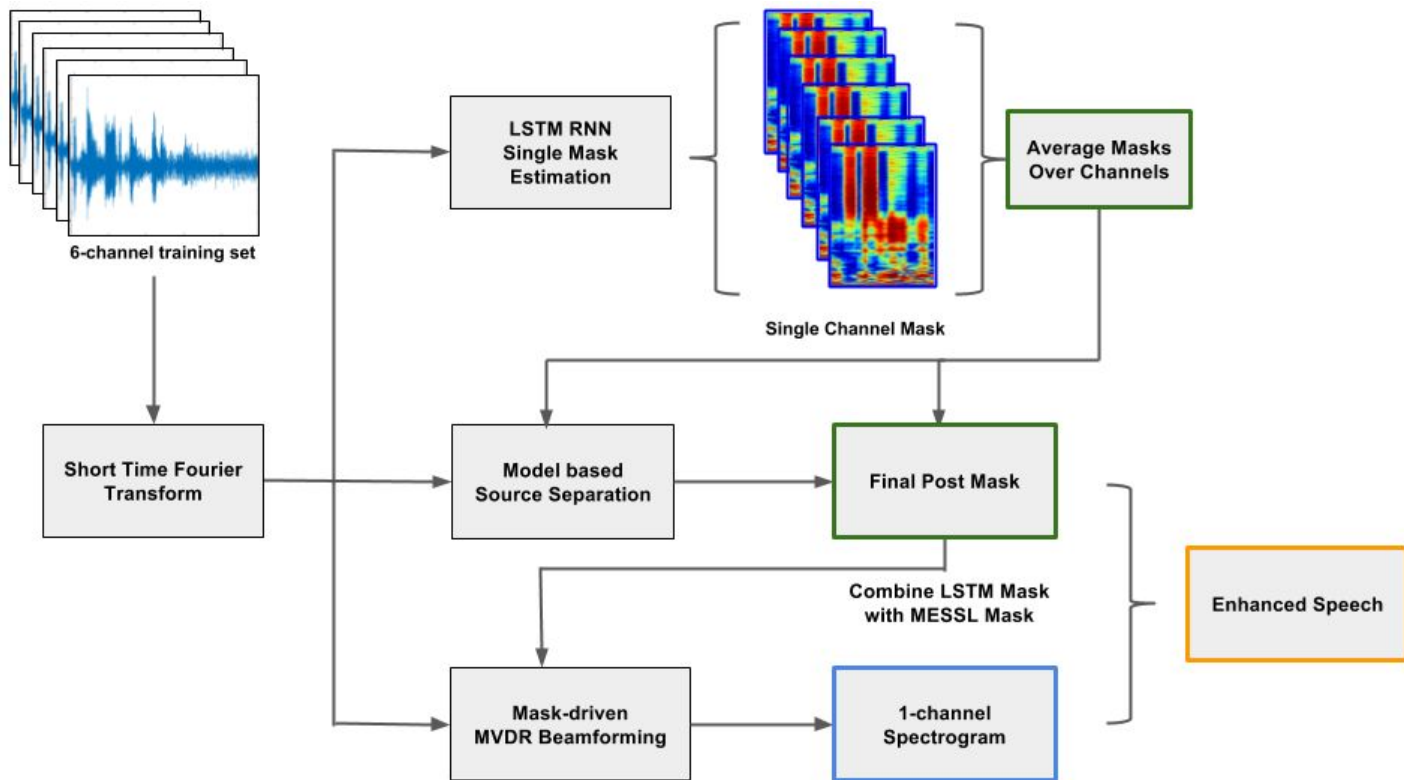 6-channel training set
LSTM RNN
Single Mask
Estimation
Single Channel Mask
Average Masks
Over Channels
Short Time Fourier
Transform
Model based
Source Separation
Final Post Mask
Combine LSTM Mask
with MESSL Mask
Enhanced Speech
Mask-driven
MVDR Beamforming
1-channel
Spectrogram